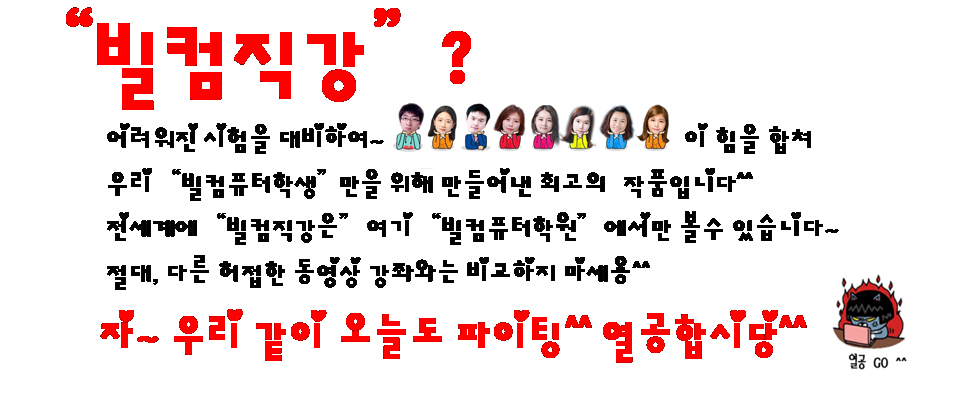 “빌컴직강” ?
어려워진 시험을 대비하여~ 이 힘을 합쳐
우리 “빌컴퓨터학생”만을 위해 만들어낸 최고의 작품입니다^^
전세계에 “빌컴직강은” 여기 “빌컴퓨터학원”에서만 볼수 있습니다~
절대, 다른 허접한 동영상 강좌와는 비교하지 마세용^^
자~ 우리 같이 오늘도 파이팅^^ 열공합시당^^
열공 GO ^^